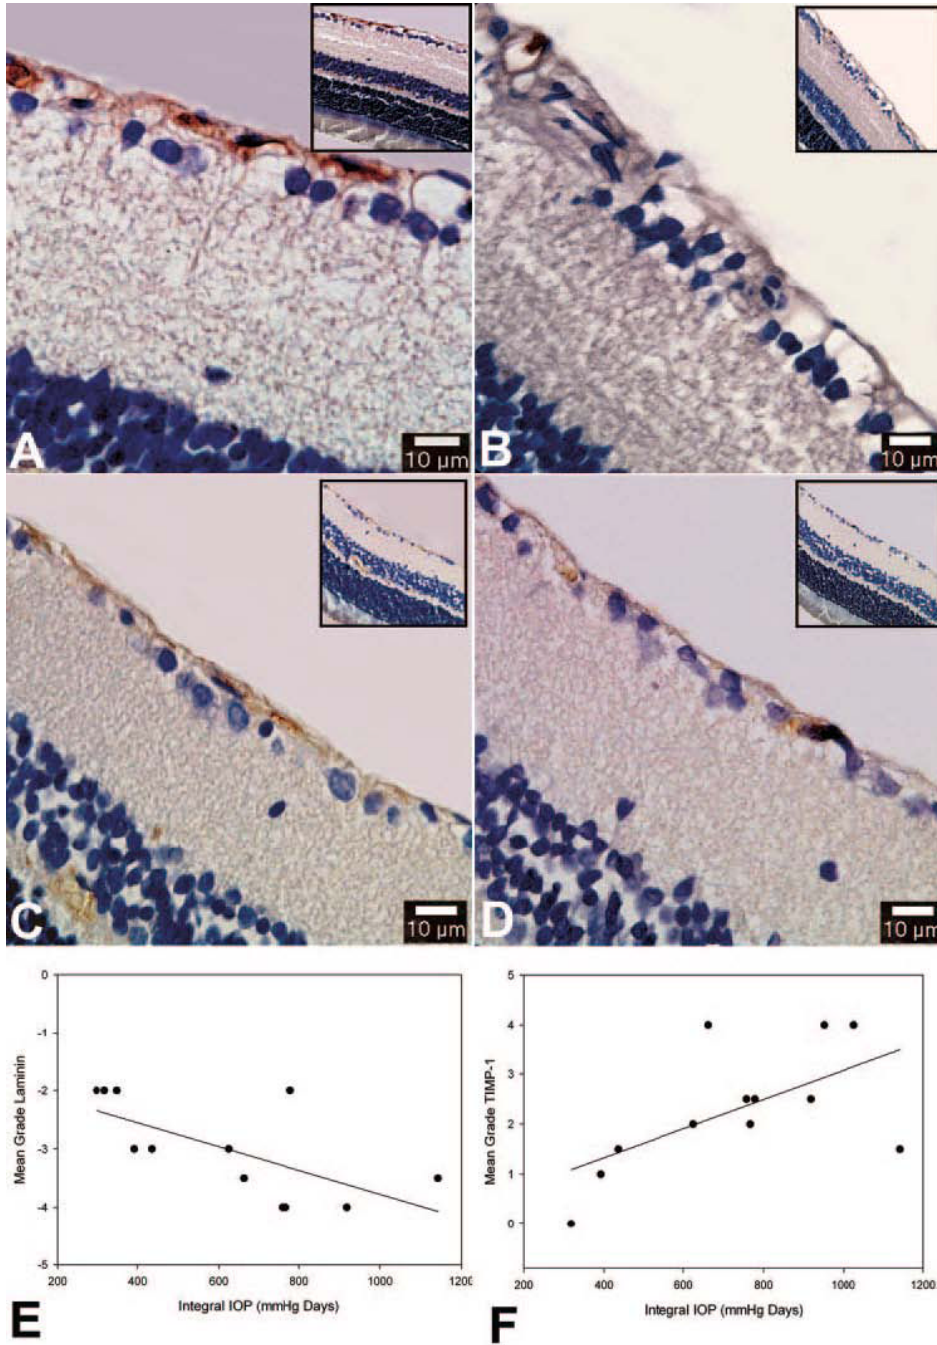 A
10 µm
B
10 µm
C
10 µm
D
10 µm
0
-1
-2
-3
-4
-5
Mean Grade Laminin
200
400
600
800
1000
1200
Integral IOP (mmHg Days)
E
5
4
3
2
1
0
Mean Grade TIMP-1
200
400
600
800
1000
1200
Integral IOP (mmHg Days)
F